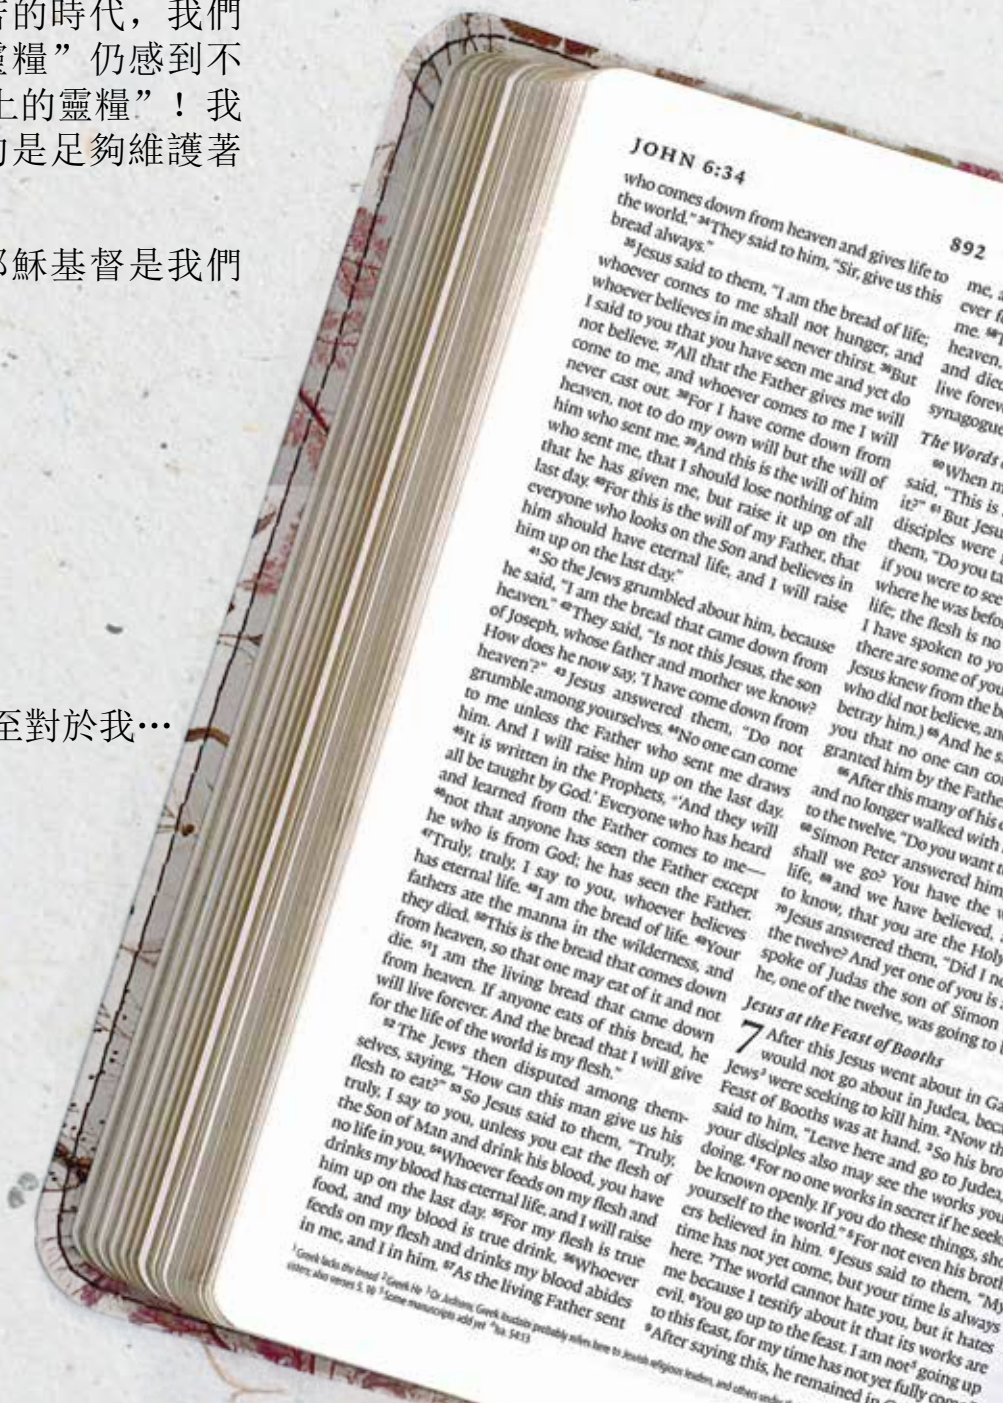 的時代，我們
糧”仍感到不
上的靈糧”！我
的是足夠維護著
耶穌基督是我們
至對於我…
JOHN 6:34
892
who comes down from heaven and gives life to
the world.” 34They said to him, “Sir, give us this
bread always.”
35Jesus said to them, “I am the bread of life;
whoever comes to me shall not hunger, and
whoever believes in me shall never thirst. 36But
I said to you that you have seen me and yet do
not believe. 37All that the Father gives me will
come to me, and whoever comes to me I will
never cast out. 38For I have come down from
heaven, not to do my own will but the will of
him who sent me. 39And this is the will of him
who sent me, that I should lose nothing of all
that he has given me, but raise it up on the
last day. 40For this is the will of my Father, that
everyone who looks on the Son and believes in
him should have eternal life, and I will raise
him up on the last day.”
41So the Jews grumbled about him, because
he said, “I am the bread that came down from
heaven.” 42They said, “Is not this Jesus, the son
of Joseph, whose father and mother we know?
How does he now say, ‘I have come down from
heaven’?” 43Jesus answered them, “Do not
grumble among yourselves. 44No one can come
to me unless the Father who sent me draws
him. And I will raise him up on the last day.
45It is written in the Prophets, ‘And they will
all be taught by God.’ Everyone who has heard
and learned from the Father comes to me—
46not that anyone has seen the Father except
he who is from God; he has seen the Father.
47Truly, truly, I say to you, whoever believes
has eternal life. 48I am the bread of life. 49Your
fathers ate the manna in the wilderness, and
they died. 50This is the bread that comes down
from heaven, so that one may eat of it and not
die. 51I am the living bread that came down
from heaven. If anyone eats of this bread, he
will live forever. And the bread that I will give
for the life of the world is my flesh.”
52The Jews then disputed among them-
selves, saying, “How can this man give us his
flesh to eat?” 53So Jesus said to them, “Truly,
truly, I say to you, unless you eat the flesh of
the Son of Man and drink his blood, you have
no life in you. 54Whoever feeds on my flesh and
drinks my blood has eternal life, and I will raise
him up on the last day. 55For my flesh is true
food, and my blood is true drink. 56Whoever
feeds on my flesh and drinks my blood abides
in me, and I in him. 57As the living Father sent
1Greek lacks the bread 2Greek He 3Or Judeans; Greek Ioudaioi probably refers here to Jewish religious leaders, and others under
sisters; also verses 5, 10 5Some manuscripts add yet Isa. 54:13
me, a
ever f
me.
heaven,
and died
live forev
synagogue
The Words
60When m
said, “This is
it?” 61But Jesu
disciples were
them, “Do you ta
if you were to see
where he was befo
life; the flesh is no
I have spoken to yo
there are some of you
Jesus knew from the b
who did not believe, and
betray him.) 65And he s
you that no one can co
granted him by the Fathe
66After this many of his
and no longer walked with
to the twelve, “Do you want t
68Simon Peter answered him
shall we go? You have the w
life, 69and we have believed,
to know, that you are the Holy
70Jesus answered them, “Did I no
the twelve? And yet one of you is
spoke of Judas the son of Simon
he, one of the twelve, was going to b
Jesus at the Feast of Booths
7 After this Jesus went about in Ga
would not go about in Judea, beca
Jews3 were seeking to kill him. 2Now th
Feast of Booths was at hand. 3So his bro
said to him, “Leave here and go to Judea
your disciples also may see the works you
doing. 4For no one works in secret if he seeks
be known openly. If you do these things, sho
yourself to the world.” 5For not even his broth
ers believed in him. 6Jesus said to them, “My
time has not yet come, but your time is always
here. 7The world cannot hate you, but it hates
me because I testify about it that its works are
evil. 8You go up to the feast. I am not5 going up
to this feast, for my time has not yet fully com
9After saying this, he remained in G